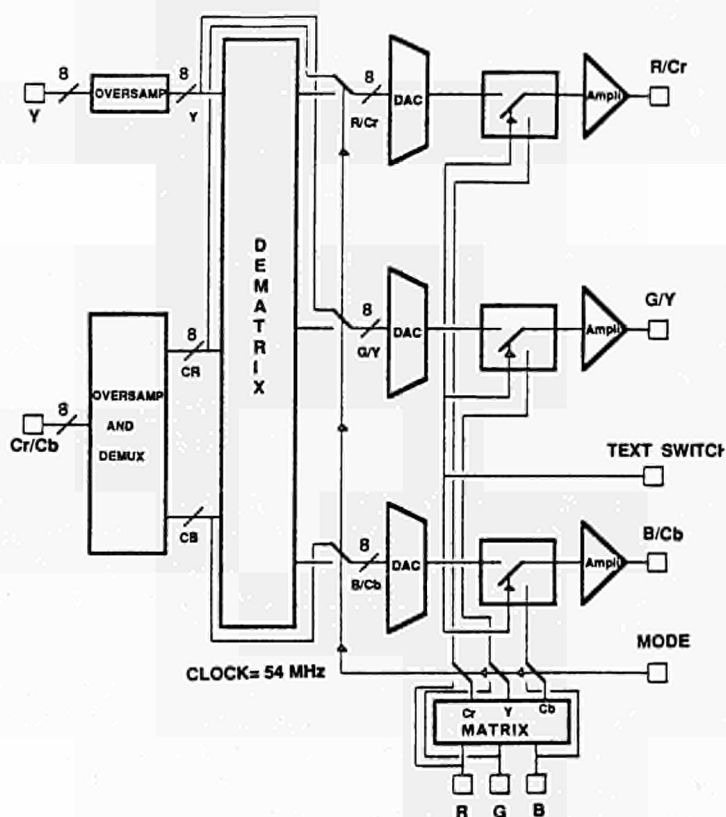 8
8
8
R/Cr
OVERSAMP
DAC
Ampli
Y
Y
R/Cr
DEMATRIX
8
G/Y
8
DAC
Ampli
G/Y
CR
OVERSAMP
AND
DEMUX
8
Cr/Cb
TEXT SWITCH
CB
8
B/Cb
DAC
Ampli
B/Cb
MODE
CLOCK= 54 MHz
Cr
Y
Cb
MATRIX
R
G
B